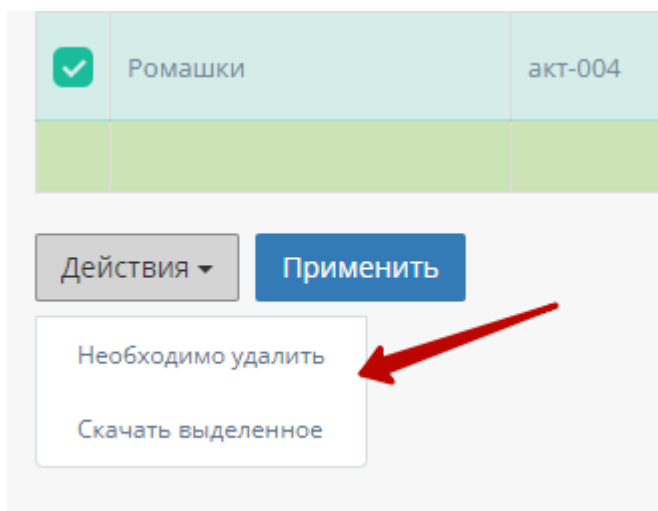 Ромашки акт-004
Действия Применить
Необходимо удалить
Скачать выделенное